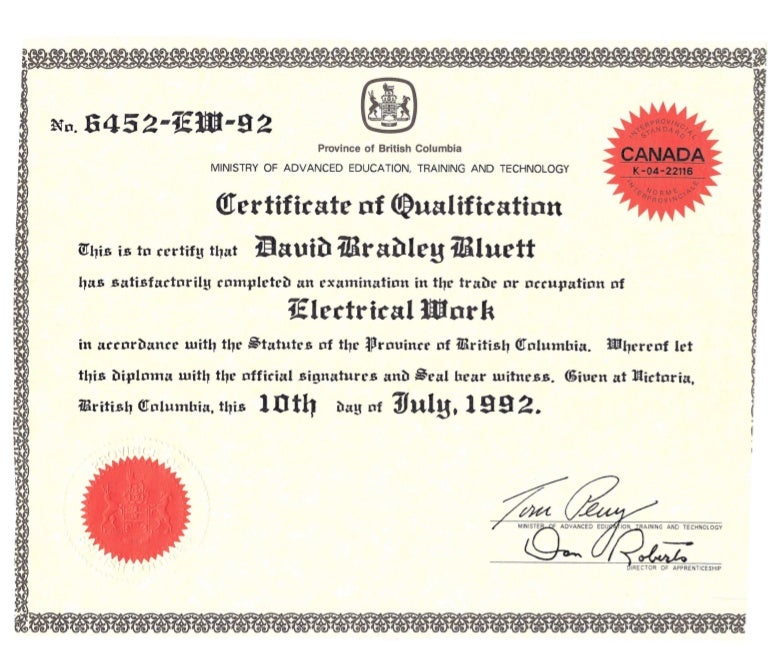 No. 6452-EW-92
Province of British Columbia
MINISTRY OF ADVANCED EDUCATION, TRAINING AND TECHNOLOGY
INTERPROVINCIAL
STANDARD
CANADA
K-04-22116
NORME
INTERPROVINCIALE
Certificate of Qualification
This is to certify that David Bradley Bluett
has satisfactorily completed an examination in the trade or occupation of
Electrical Work
in accordance with the Statutes of the Province of British Columbia. Whereof let
this diploma with the official signatures and Seal bear witness. Given at Victoria,
British Columbia, this 10th day of July, 1992.
Tom Perry
MINISTER OF ADVANCED EDUCATION, TRAINING AND TECHNOLOGY
Don Roberts
DIRECTOR OF APPRENTICESHIP